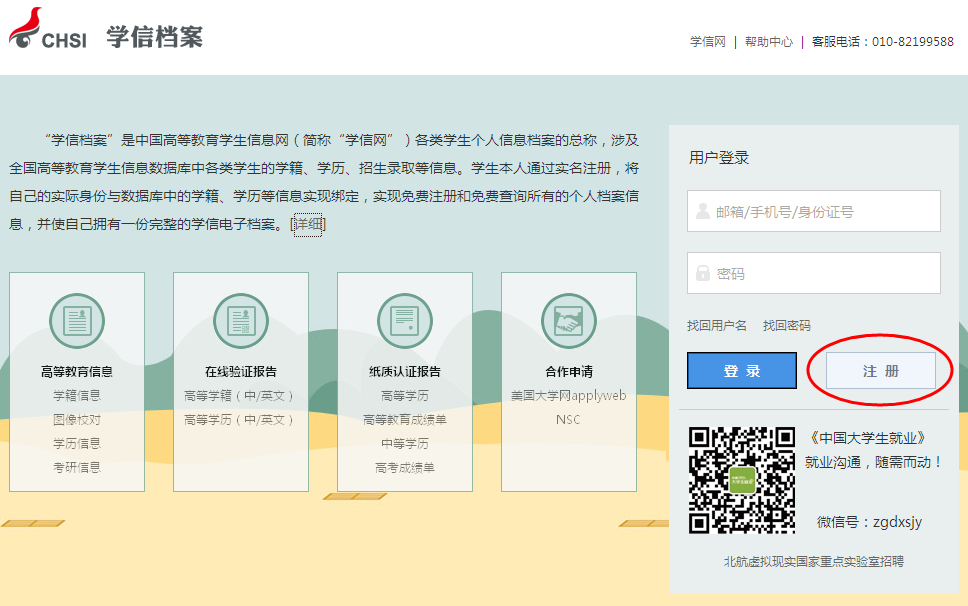 CHSI 学信档案
学信网 | 帮助中心 | 客服电话：010-82199588
“学信档案”是中国高等教育学生信息网（简称“学信网”）各类学生个人信息档案的总称，涉及
全国高等教育学生信息数据库中各类学生的学籍、学历、招生录取等信息。学生本人通过实名注册，将
自己的实际身份与数据库中的学籍、学历等信息实现绑定，实现免费注册和免费查询所有的个人档案信
息，并使自己拥有一份完整的学信电子档案。[详细]
高等教育信息
学籍信息
图像校对
学历信息
考研信息
在线验证报告
高等学籍（中/英文）
高等学历（中/英文）
纸质认证报告
高等学历
高等教育成绩单
中等学历
高考成绩单
合作申请
美国大学网applyweb
NSC
用户登录
邮箱/手机号/身份证号
密码
找回用户名 找回密码
登 录 注 册
《中国大学生就业》
就业沟通，随需而动！
微信号：zgdxsjy
北航虚拟现实国家重点实验室招聘